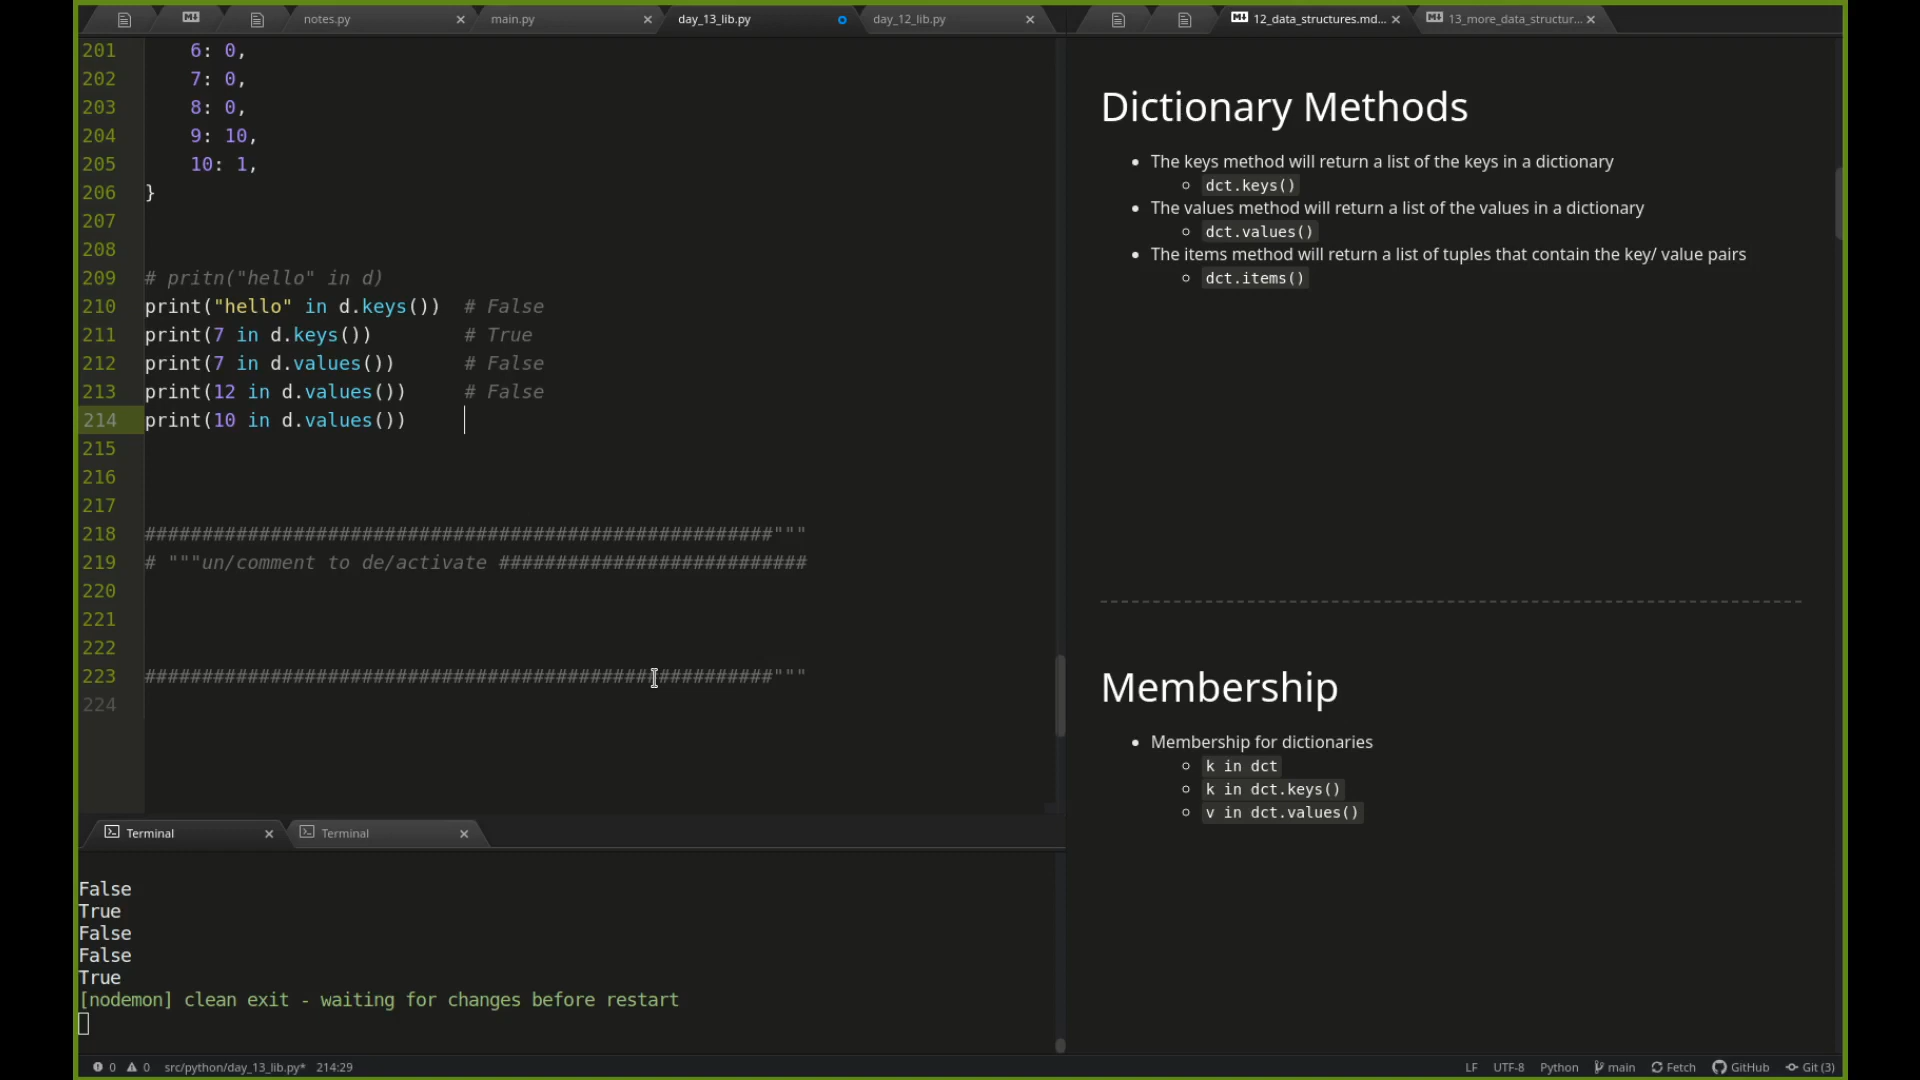 notes.py
main.py
day_13_lib.py
day_12_lib.py
12_data_structures.md...
13_more_data_structur...
201 6: 0,
202 7: 0,
203 8: 0,
204 9: 10,
205 10: 1,
206 }
207
208
209 # pritn("hello" in d)
210 print("hello" in d.keys())  # False
211 print(7 in d.keys())        # True
212 print(7 in d.values())      # False
213 print(12 in d.values())     # False
214 print(10 in d.values())
215
216
217
218 #######################################################"""
219 # """un/comment to de/activate ###########################
220
221
222
223 #######################################################"""
224
Terminal
Terminal
False
True
False
False
True
[nodemon] clean exit - waiting for changes before restart
Dictionary Methods
The keys method will return a list of the keys in a dictionary
dct.keys()
The values method will return a list of the values in a dictionary
dct.values()
The items method will return a list of tuples that contain the key/ value pairs
dct.items()
Membership
Membership for dictionaries
k in dct
k in dct.keys()
v in dct.values()
0 0 src/python/day_13_lib.py* 214:29
LF UTF-8 Python main Fetch GitHub Git (3)